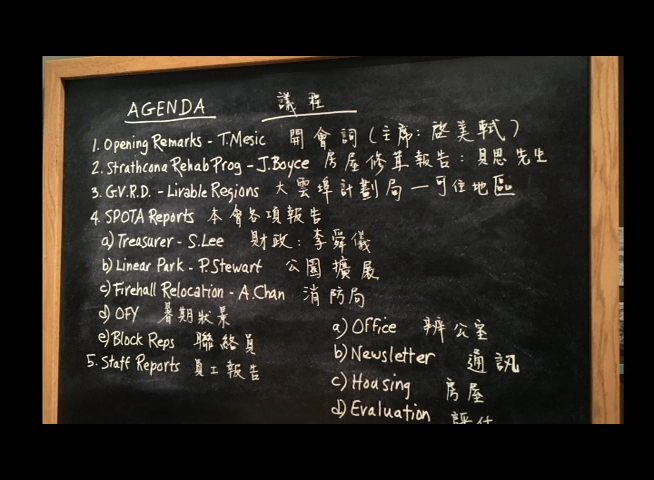 AGENDA 議程
1. Opening Remarks - T. Mesic 開會詞 (主席: 啓美軾)
2. Strathcona Rehab Prog - J. Boyce 房屋修葺報告: 貝思先生
3. G.V.R.D. - Livable Regions 大雲埠計劃局 — 可住地區
4. SPOTA Reports 本會各項報告
a) Treasurer - S. Lee 財政: 李舜儀
b) Linear Park - P. Stewart 公園擴展
c) Firehall Relocation - A. Chan 消防局
d) OFY 暑期狀業
e) Block Reps 聯絡員
5. Staff Reports 員工報告
a) Office 辦公室
b) Newsletter 通訊
c) Housing 房屋
d) Evaluation 評估